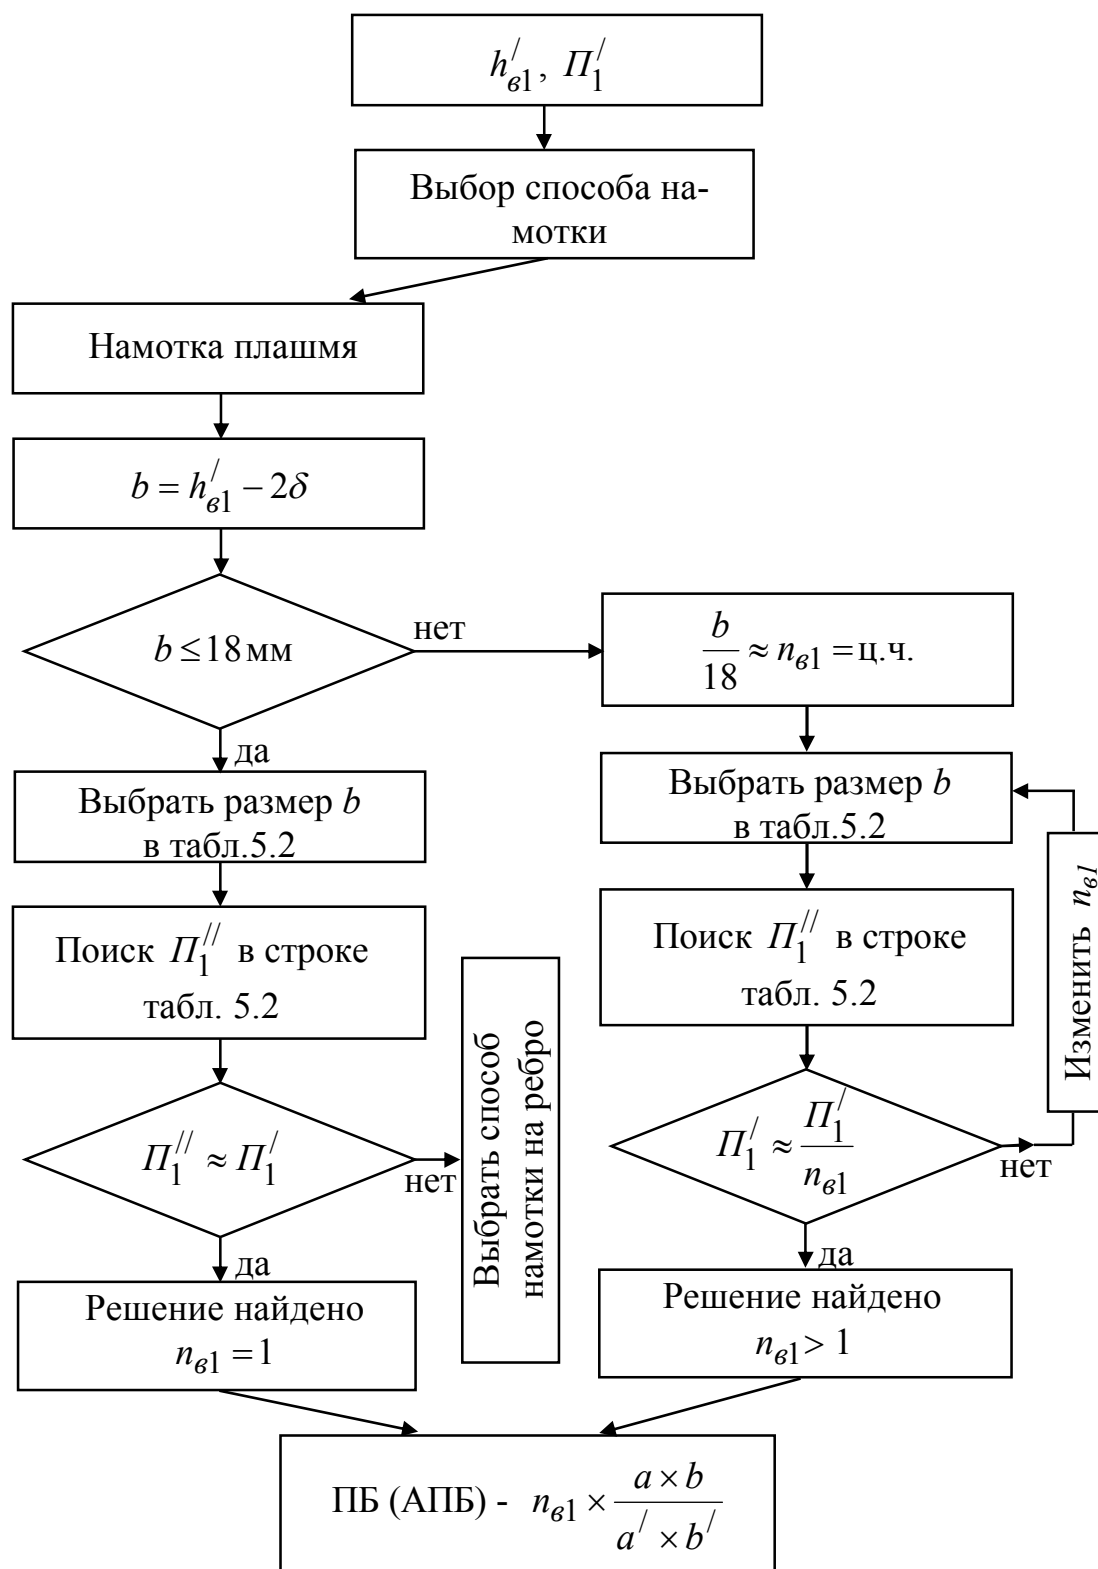 h′в1, П′1
Выбор способа на-
мотки
Намотка плашмя
b = h′в1 − 2δ
b ≤ 18 мм
нет
да
Выбрать размер b
в табл.5.2
Поиск П″1 в строке
табл. 5.2
П″1 ≈ П′1
нет
да
Решение найдено
nв1 = 1
Выбрать способ
намотки на ребро
b/18 ≈ nв1 = ц.ч.
Выбрать размер b
в табл.5.2
Поиск П″1 в строке
табл. 5.2
П′1 ≈ П′1/nв1
нет
Изменить nв1
да
Решение найдено
nв1 > 1
ПБ (АПБ) - nв1 × (a × b)/(a′ × b′)